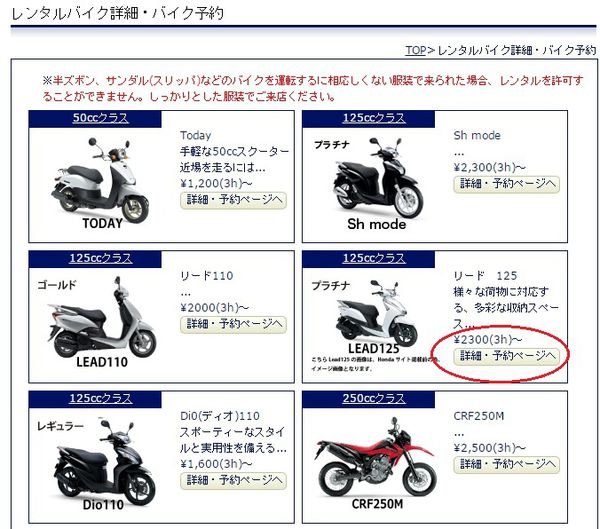 レンタルバイク詳細・バイク予約
TOP>レンタルバイク詳細・バイク予約
※半ズボン、サンダル(スリッパ)などのバイクを運転するに相応しくない服装で来られた場合、レンタルを許可す
ることができません。しっかりとした服装でご来店ください。
50ccクラス
TODAY
Today
手軽な50ccスクーター
近場を走るには...
¥1,200(3h)～
詳細・予約ページへ
125ccクラス
プラチナ
Sh mode
Sh mode
...
¥2,300(3h)～
詳細・予約ページへ
125ccクラス
ゴールド
LEAD110
リード110
...
¥2000(3h)～
詳細・予約ページへ
125ccクラス
プラチナ
LEAD125
こちらLead125の画像は、Hondaサイト掲載前の為、
イメージ画像となります。
リード　125
様々な荷物に対応す
る、多彩な収納スペー
ス...
¥2300(3h)～
詳細・予約ページへ
125ccクラス
レギュラー
Dio110
Di0(ディオ)110
スポーティーなスタイ
ルと実用性を備える...
¥1,600(3h)～
詳細・予約ページへ
250ccクラス
CRF250M
CRF250M
...
¥2,500(3h)～
詳細・予約ページへ